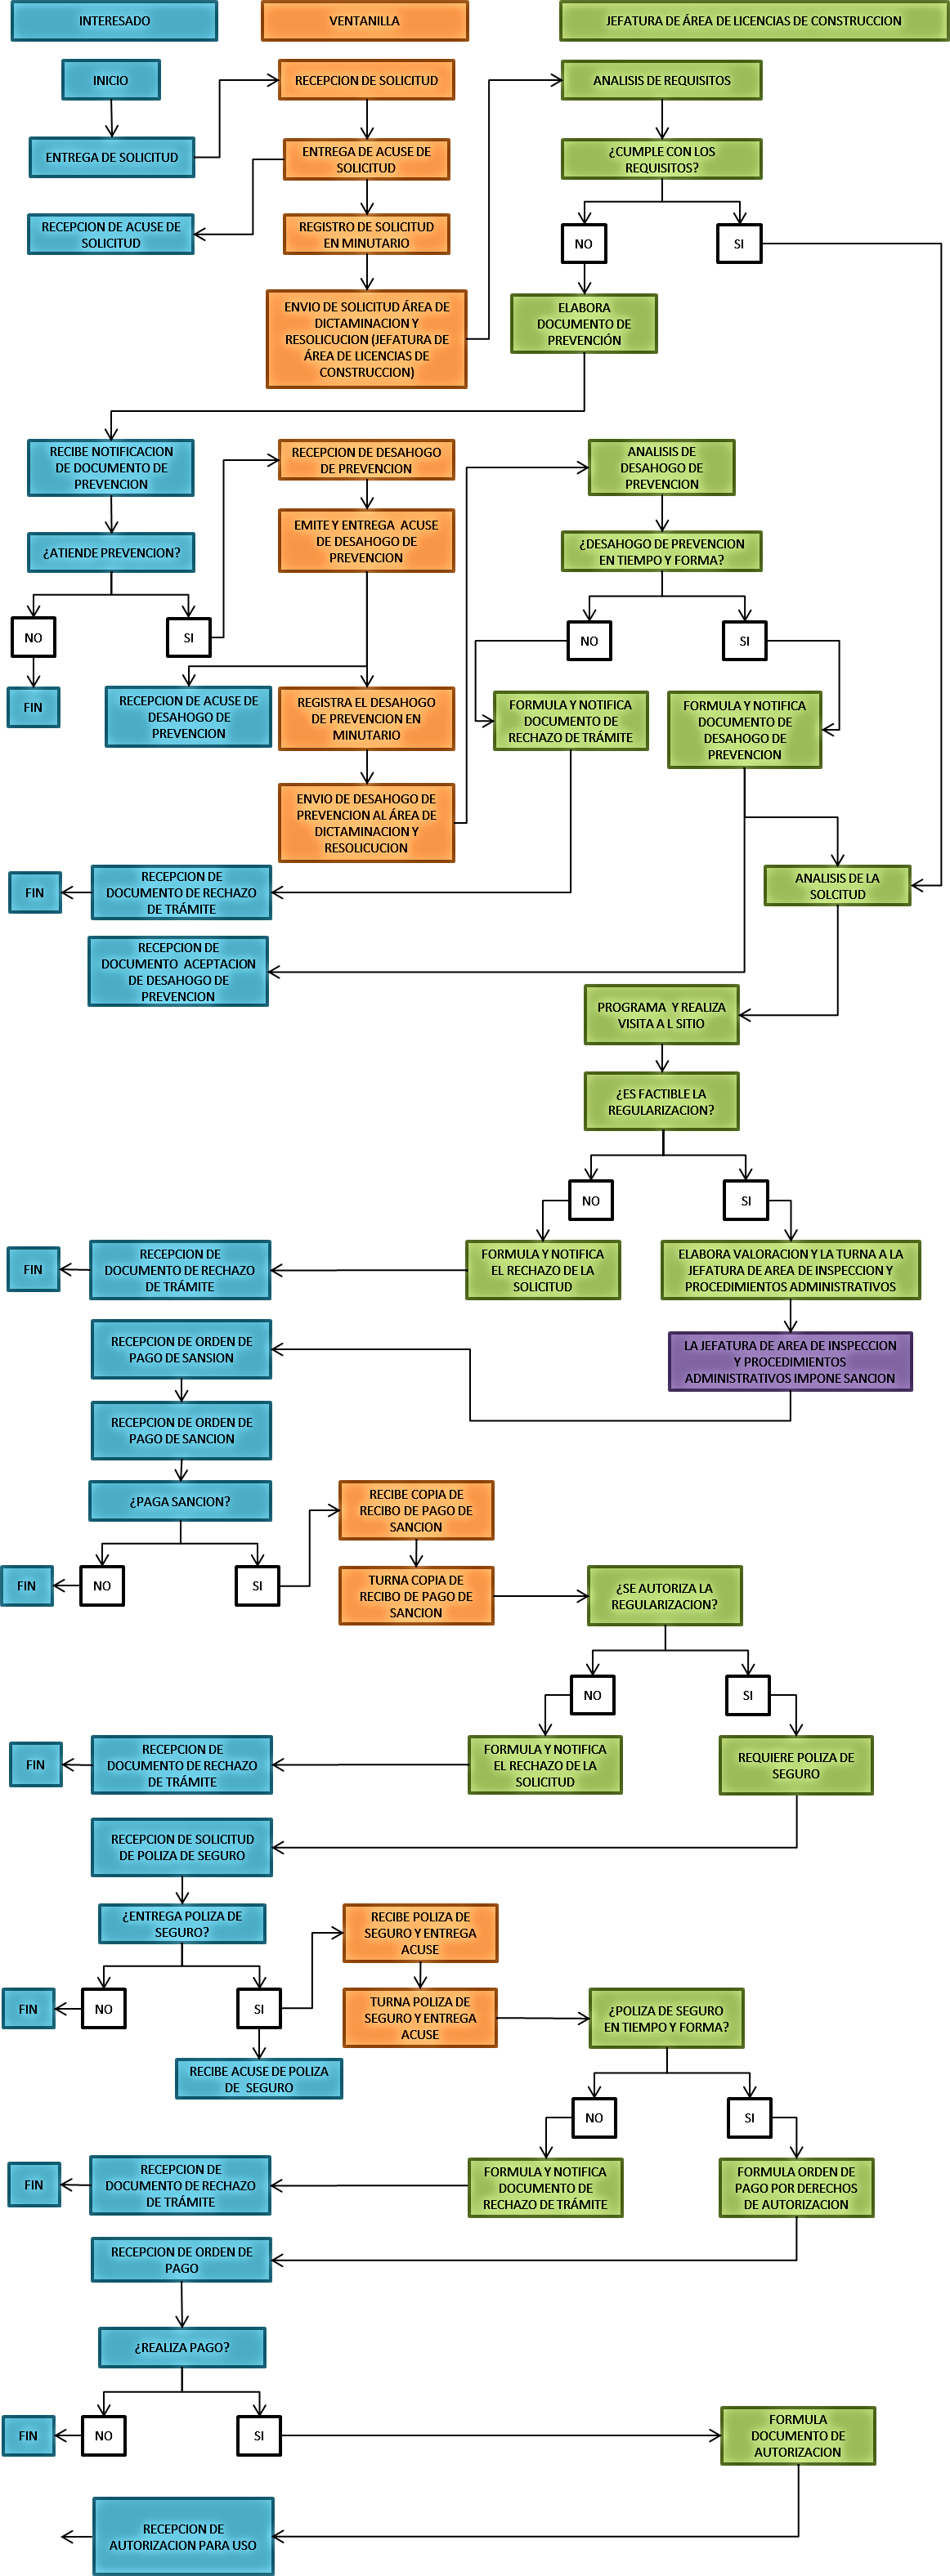 INTERESADO
VENTANILLA
JEFATURA DE ÁREA DE LICENCIAS DE CONSTRUCCION
INICIO
RECEPCION DE SOLICITUD
ANALISIS DE REQUISITOS
ENTREGA DE SOLICITUD
ENTREGA DE ACUSE DE
SOLICITUD
¿CUMPLE CON LOS
REQUISITOS?
RECEPCION DE ACUSE DE
SOLICITUD
REGISTRO DE SOLICITUD
EN MINUTARIO
NO
SI
ENVIO DE SOLICITUD ÁREA DE
DICTAMINACION Y
RESOLICUCION (JEFATURA DE
ÁREA DE LICENCIAS DE
CONSTRUCCION)
ELABORA
DOCUMENTO DE
PREVENCIÓN
RECIBE NOTIFICACION
DE DOCUMENTO DE
PREVENCION
RECEPCION DE DESAHOGO
DE PREVENCION
ANALISIS DE
DESAHOGO DE
PREVENCION
¿ATIENDE PREVENCION?
EMITE Y ENTREGA ACUSE
DE DESAHOGO DE
PREVENCION
¿DESAHOGO DE PREVENCION
EN TIEMPO Y FORMA?
NO
SI
NO
SI
FIN
RECEPCION DE ACUSE DE
DESAHOGO DE
PREVENCION
REGISTRA EL DESAHOGO
DE PREVENCION EN
MINUTARIO
FORMULA Y NOTIFICA
DOCUMENTO DE
RECHAZO DE TRÁMITE
FORMULA Y NOTIFICA
DOCUMENTO DE
DESAHOGO DE
PREVENCION
ENVIO DE DESAHOGO DE
PREVENCION AL ÁREA DE
DICTAMINACION Y
RESOLICUCION
FIN
RECEPCION DE
DOCUMENTO DE RECHAZO
DE TRÁMITE
ANALISIS DE LA
SOLCITUD
RECEPCION DE
DOCUMENTO ACEPTACION
DE DESAHOGO DE
PREVENCION
PROGRAMA Y REALIZA
VISITA A L SITIO
¿ES FACTIBLE LA
REGULARIZACION?
NO
SI
FIN
RECEPCION DE
DOCUMENTO DE RECHAZO
DE TRÁMITE
FORMULA Y NOTIFICA
EL RECHAZO DE LA
SOLICITUD
ELABORA VALORACION Y LA TURNA A LA
JEFATURA DE AREA DE INSPECCION Y
PROCEDIMIENTOS ADMINISTRATIVOS
RECEPCION DE ORDEN DE
PAGO DE SANSION
LA JEFATURA DE AREA DE INSPECCION
Y PROCEDIMIENTOS
ADMINISTRATIVOS IMPONE SANCION
RECEPCION DE ORDEN DE
PAGO DE SANCION
¿PAGA SANCION?
RECIBE COPIA DE
RECIBO DE PAGO DE
SANCION
FIN
NO
SI
TURNA COPIA DE
RECIBO DE PAGO DE
SANCION
¿SE AUTORIZA LA
REGULARIZACION?
NO
SI
FIN
RECEPCION DE
DOCUMENTO DE RECHAZO
DE TRÁMITE
FORMULA Y NOTIFICA
EL RECHAZO DE LA
SOLICITUD
REQUIERE POLIZA DE
SEGURO
RECEPCION DE SOLICITUD
DE POLIZA DE SEGURO
¿ENTREGA POLIZA DE
SEGURO?
RECIBE POLIZA DE
SEGURO Y ENTREGA
ACUSE
FIN
NO
SI
TURNA POLIZA DE
SEGURO Y ENTREGA
ACUSE
¿POLIZA DE SEGURO
EN TIEMPO Y FORMA?
RECIBE ACUSE DE POLIZA
DE SEGURO
NO
SI
FIN
RECEPCION DE
DOCUMENTO DE RECHAZO
DE TRÁMITE
FORMULA Y NOTIFICA
DOCUMENTO DE
RECHAZO DE TRÁMITE
FORMULA ORDEN DE
PAGO POR DERECHOS
DE AUTORIZACION
RECEPCION DE ORDEN DE
PAGO
¿REALIZA PAGO?
FIN
NO
SI
FORMULA
DOCUMENTO DE
AUTORIZACION
RECEPCION DE
AUTORIZACION PARA USO